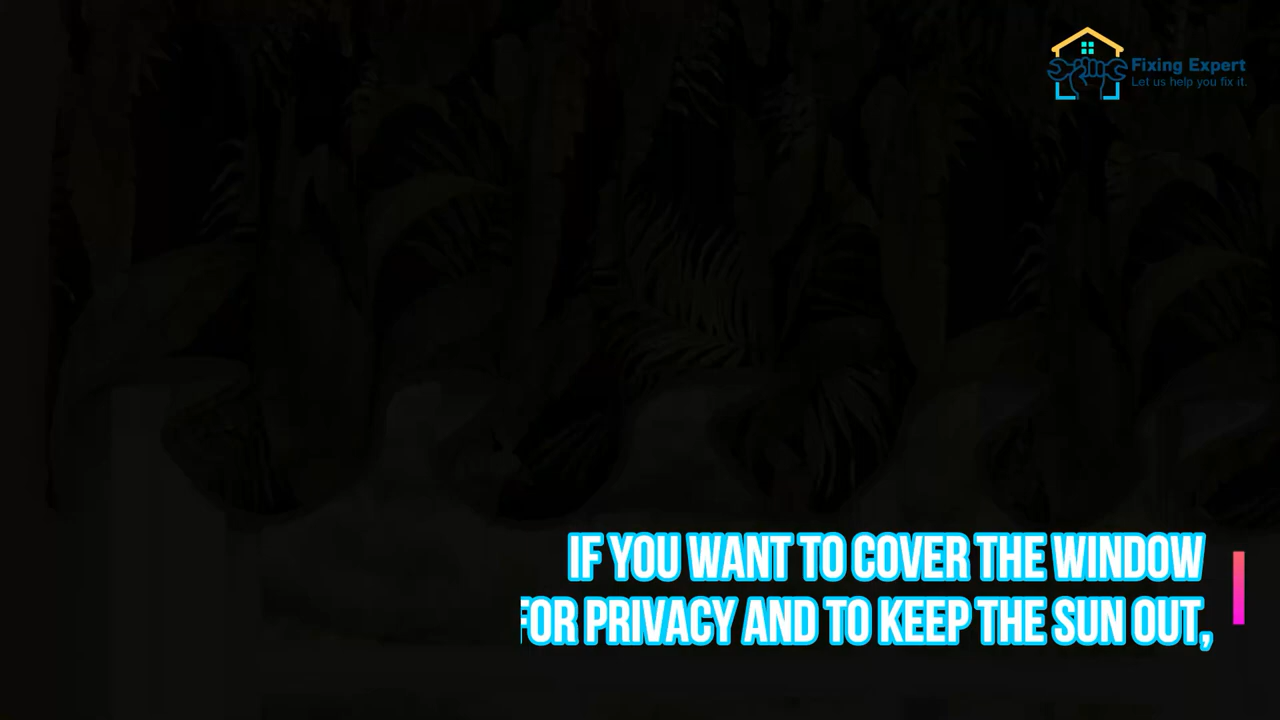 Fixing Expert
Let us help you fix it.
IF YOU WANT TO COVER THE WINDOW
FOR PRIVACY AND TO KEEP THE SUN OUT,